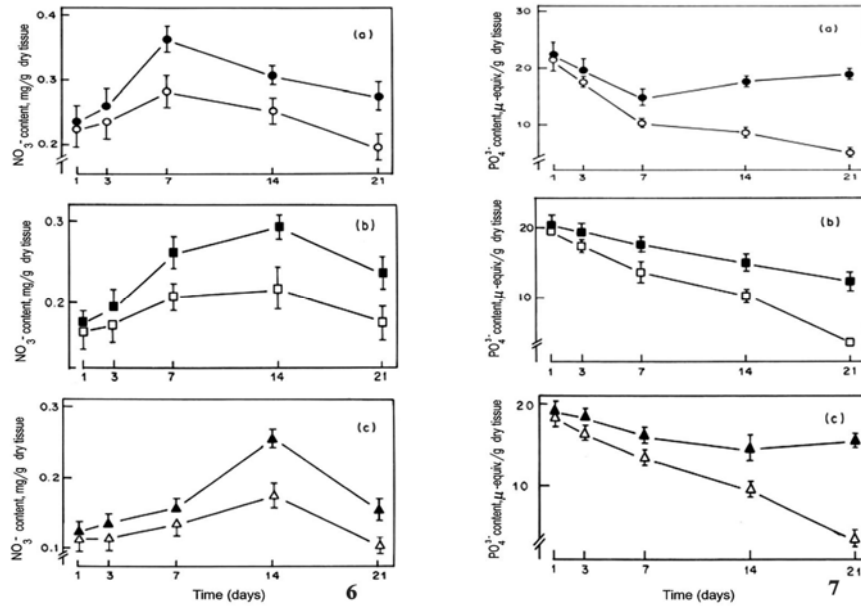 NO₃⁻ content, mg/g dry tissue
0.4
0.3
0.2
(a)
1 3 7 14 21
NO₃⁻ content, mg/g dry tissue
0.3
0.2
(b)
1 3 7 14 21
NO₃⁻ content, mg/g dry tissue
0.3
0.2
0.1
(c)
1 3 7 14 21
Time (days)
6
PO₄³⁻ content, μ-equiv/g dry tissue
30
20
10
(a)
1 3 7 14 21
PO₄³⁻ content, μ-equiv/g dry tissue
20
10
(b)
1 3 7 14 21
PO₄³⁻ content, μ-equiv/g dry tissue
20
10
(c)
1 3 7 14 21
Time (days)
7